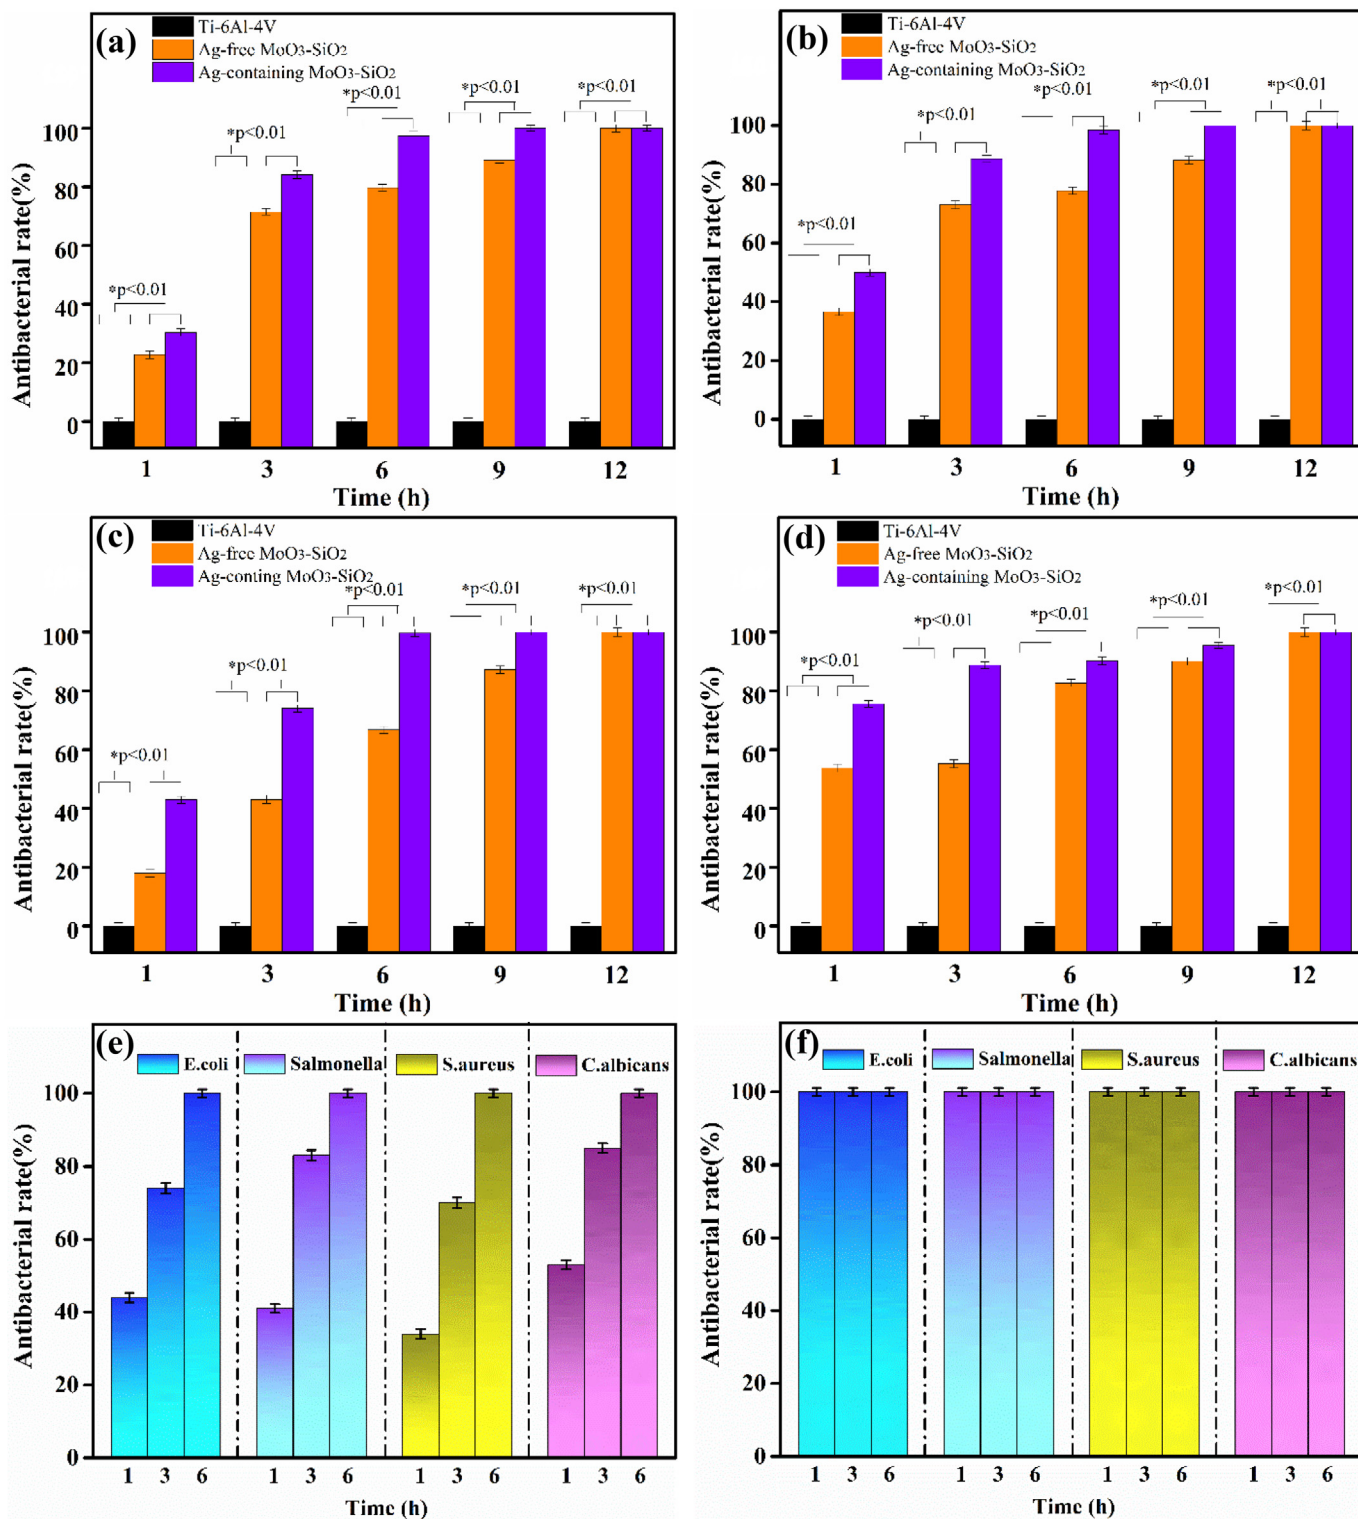 (a)
Ti-6Al-4V
Ag-free MoO3-SiO2
Ag-containing MoO3-SiO2
*p<0.01
*p<0.01
*p<0.01
*p<0.01
*p<0.01
Antibacterial rate(%)
100
80
60
40
20
0
1 3 6 9 12
Time (h)
(b)
Ti-6Al-4V
Ag-free MoO3-SiO2
Ag-containing MoO3-SiO2
*p<0.01
*p<0.01
*p<0.01
*p<0.01
*p<0.01
Antibacterial rate(%)
100
80
60
40
20
0
1 3 6 9 12
Time (h)
(c)
Ti-6Al-4V
Ag-free MoO3-SiO2
Ag-conting MoO3-SiO2
*p<0.01
*p<0.01
*p<0.01
*p<0.01
*p<0.01
Antibacterial rate(%)
100
80
60
40
20
0
1 3 6 9 12
Time (h)
(d)
Ti-6Al-4V
Ag-free MoO3-SiO2
Ag-containing MoO3-SiO2
*p<0.01
*p<0.01
*p<0.01
*p<0.01
*p<0.01
Antibacterial rate(%)
100
80
60
40
20
0
1 3 6 9 12
Time (h)
(e)
E.coli Salmonella S.aureus C.albicans
Antibacterial rate(%)
100
80
60
40
20
0
1 3 6 1 3 6 1 3 6 1 3 6
Time (h)
(f)
E.coli Salmonella S.aureus C.albicans
Antibacterial rate(%)
100
80
60
40
20
0
1 3 6 1 3 6 1 3 6 1 3 6
Time (h)